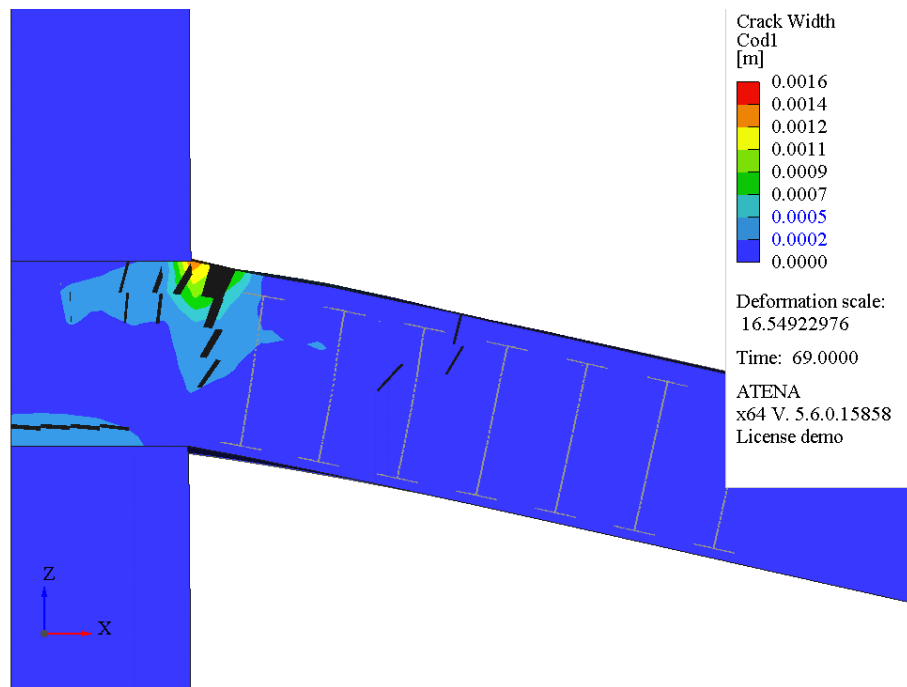 Crack Width
Cod1
[m]
0.0016
0.0014
0.0012
0.0011
0.0009
0.0007
0.0005
0.0002
0.0000
Deformation scale:
16.54922976
Time: 69.0000
ATENA
x64 V. 5.6.0.15858
License demo
Z
X